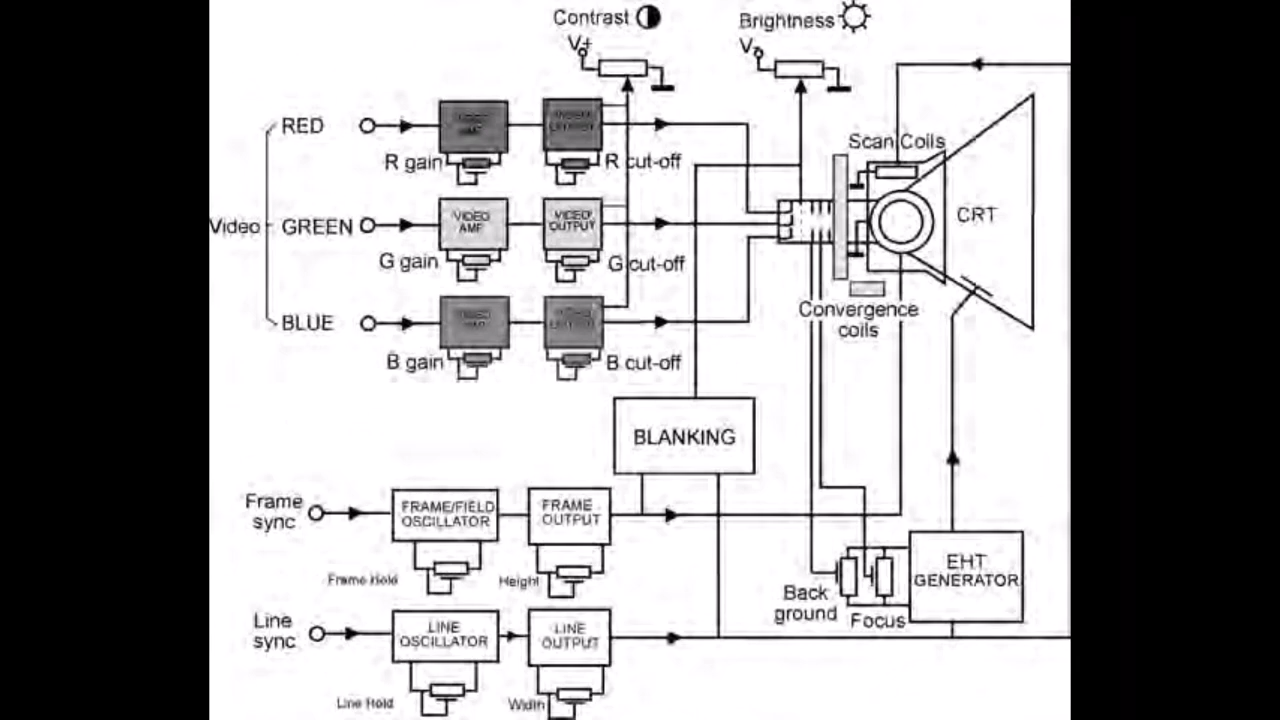 Contrast
V+
Brightness
V-
RED
R gain
R cut-off
Scan Coils
CRT
Video
GREEN
VIDEO AMP
VIDEO OUTPUT
G gain
G cut-off
Convergence
coils
BLUE
B gain
B cut-off
BLANKING
Frame
sync
FRAME/FIELD
OSCILLATOR
FRAME
OUTPUT
Frame Hold
Height
EHT
GENERATOR
Back
ground
Focus
Line
sync
LINE
OSCILLATOR
LINE
OUTPUT
Line Hold
Width